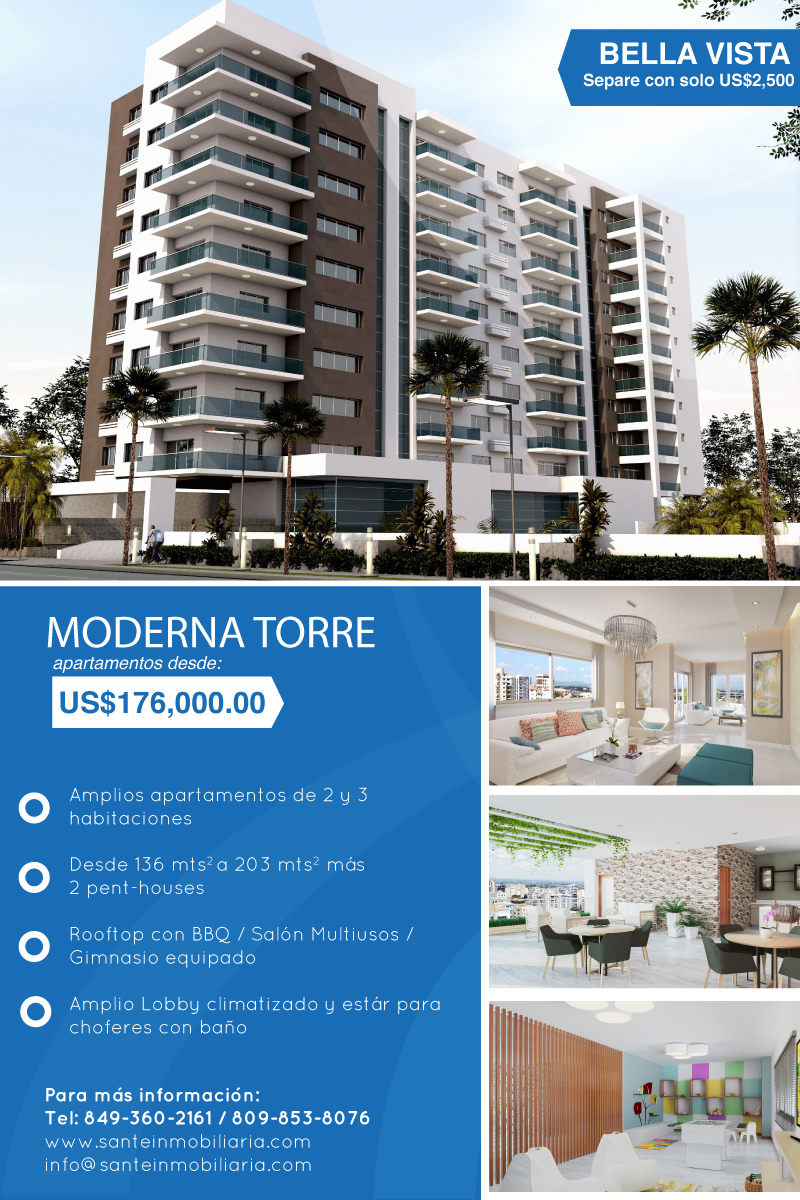 BELLA VISTA
Separe con solo US$2,500
MODERNA TORRE
apartamentos desde:
US$176,000.00
Amplios apartamentos de 2 y 3
habitaciones
Desde 136 mts² a 203 mts² más
2 pent-houses
Rooftop con BBQ / Salón Multiusos /
Gimnasio equipado
Amplio Lobby climatizado y estár para
choferes con baño
Para más información:
Tel: 849-360-2161 / 809-853-8076
www.santeinmobiliaria.com
info@santeinmobiliaria.com